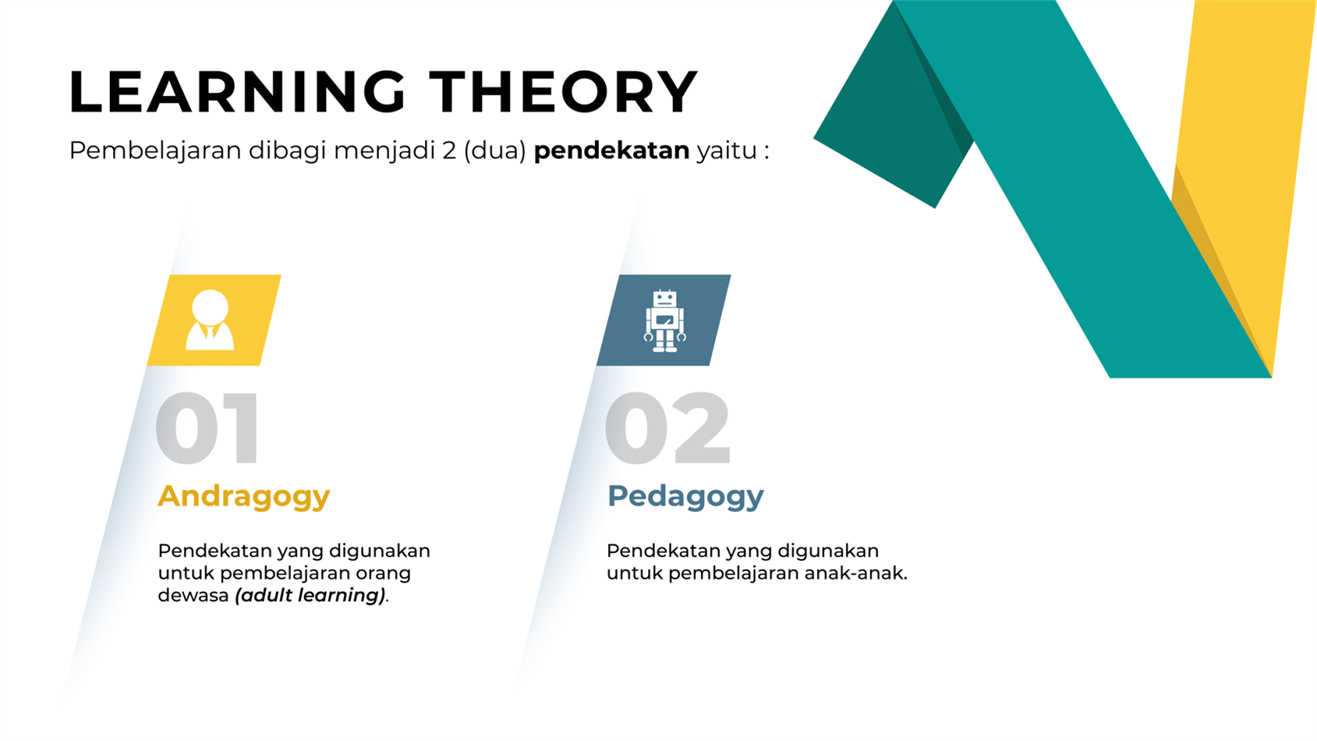 LEARNING THEORY
Pembelajaran dibagi menjadi 2 (dua) pendekatan yaitu :
01
Andragogy
Pendekatan yang digunakan
untuk pembelajaran orang
dewasa (adult learning).
02
Pedagogy
Pendekatan yang digunakan
untuk pembelajaran anak-anak.